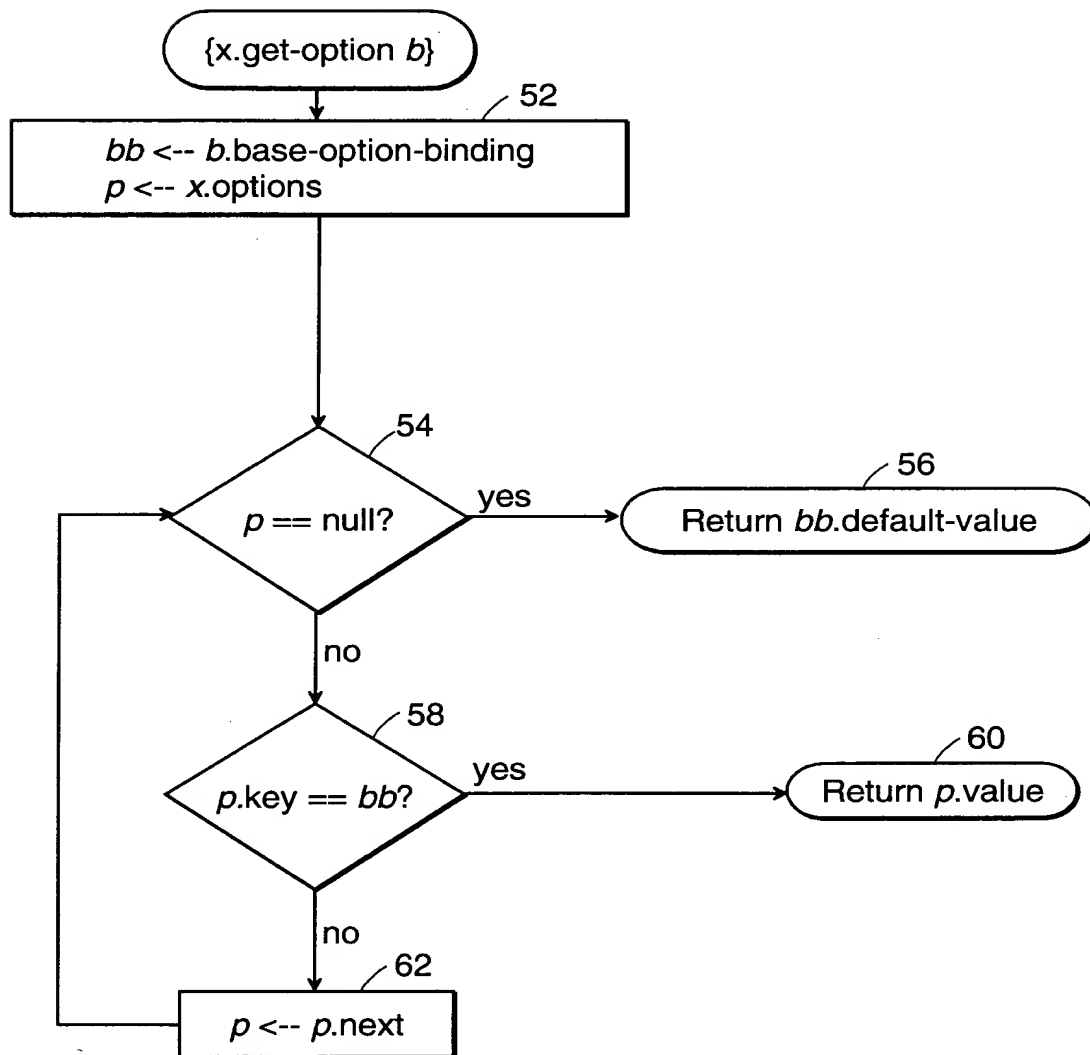 {x.get-option b}
52
bb <-- b.base-option-binding
p <-- x.options
54
p == null?
yes
56
Return bb.default-value
no
58
p.key == bb?
yes
60
Return p.value
no
62
p <-- p.next